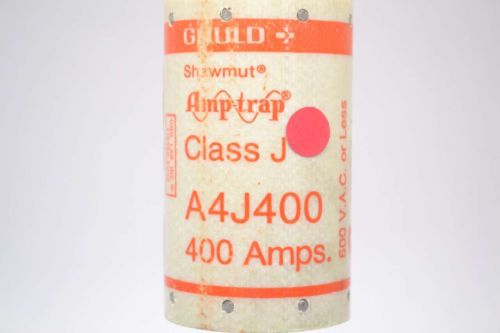 GOULD
Shawmut®
Amp-trap®
Class J
A4J400
400 Amps.
600 V.A.C. or Less